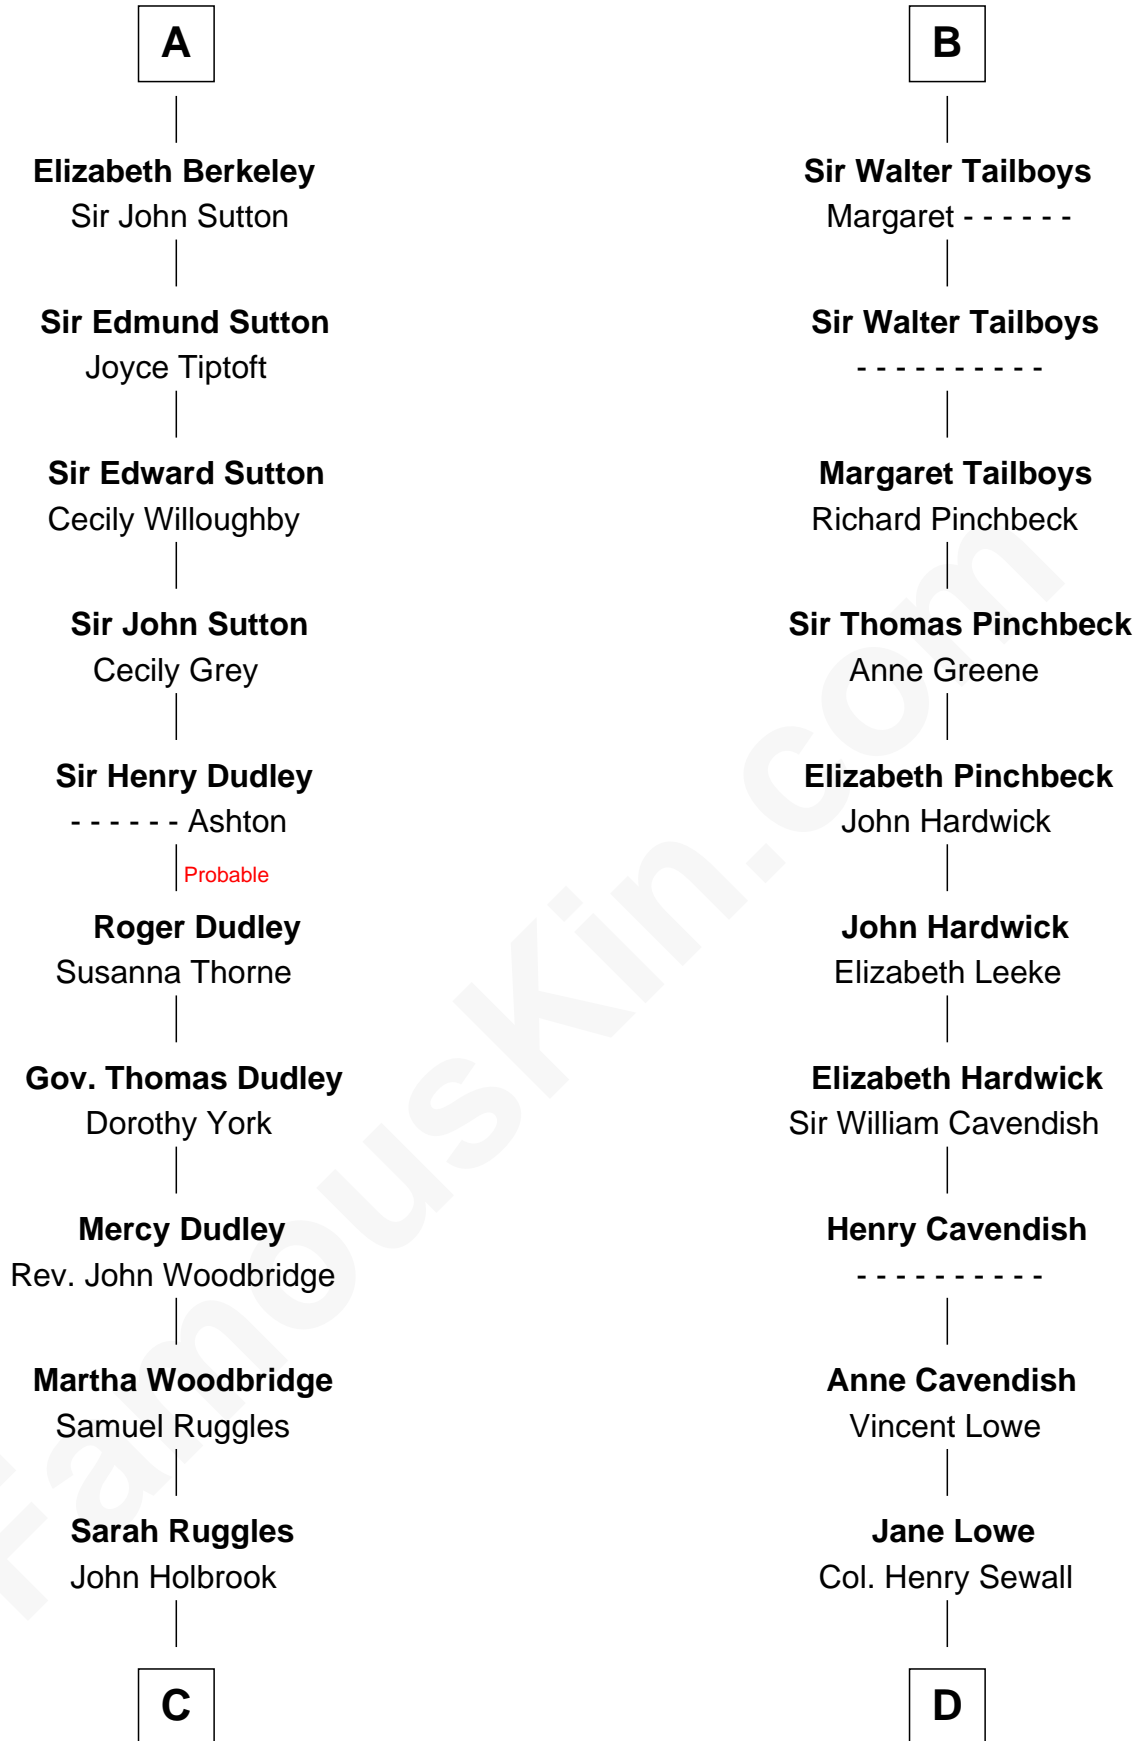 A
Elizabeth Berkeley
Sir John Sutton
Sir Edmund Sutton
Joyce Tiptoft
Sir Edward Sutton
Cecily Willoughby
Sir John Sutton
Cecily Grey
Sir Henry Dudley
- - - - - - Ashton
Probable
Roger Dudley
Susanna Thorne
Gov. Thomas Dudley
Dorothy York
Mercy Dudley
Rev. John Woodbridge
Martha Woodbridge
Samuel Ruggles
Sarah Ruggles
John Holbrook
C
B
Sir Walter Tailboys
Margaret - - - - - -
Sir Walter Tailboys
- - - - - - - - - -
Margaret Tailboys
Richard Pinchbeck
Sir Thomas Pinchbeck
Anne Greene
Elizabeth Pinchbeck
John Hardwick
John Hardwick
Elizabeth Leeke
Elizabeth Hardwick
Sir William Cavendish
Henry Cavendish
- - - - - - - - - -
Anne Cavendish
Vincent Lowe
Jane Lowe
Col. Henry Sewall
D
FamousKin.com